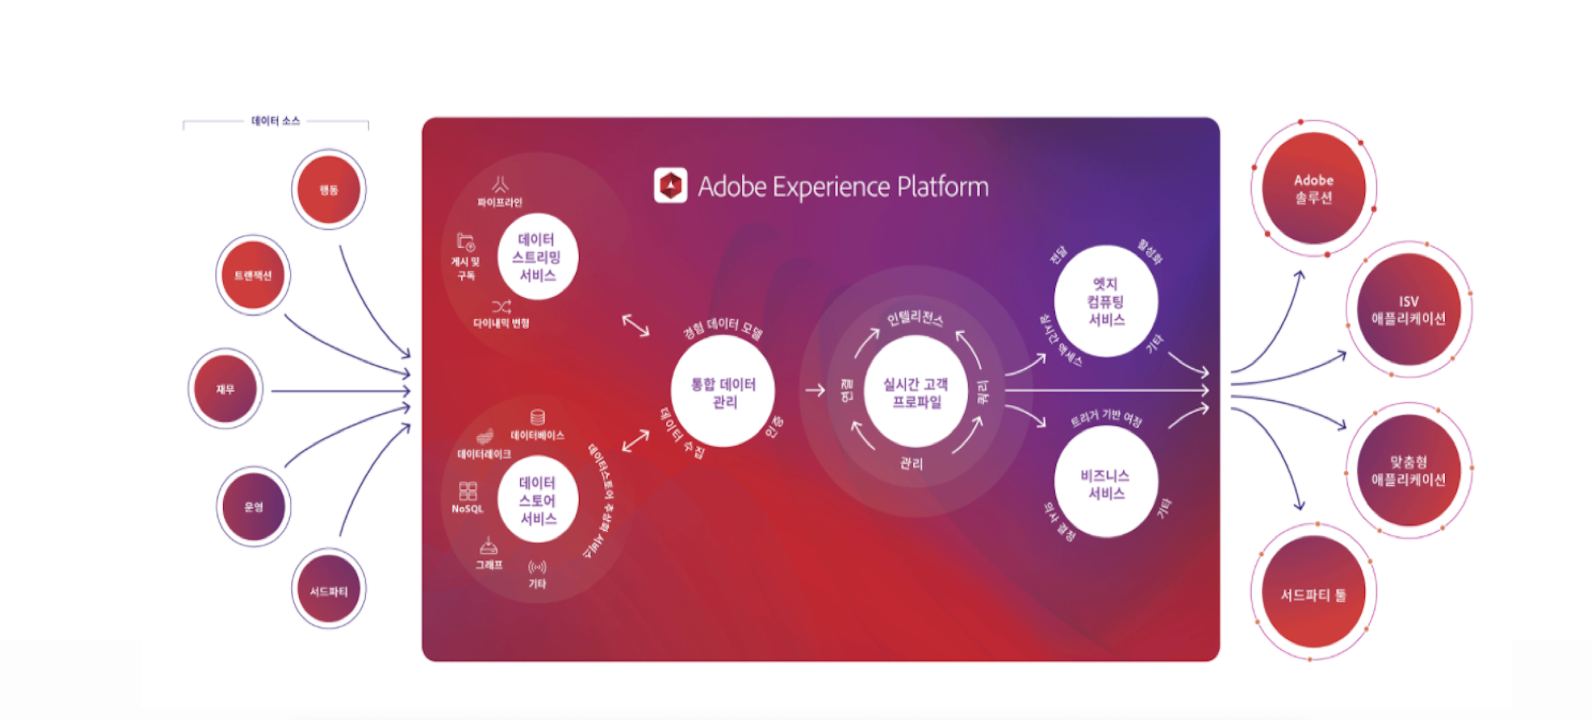 데이터 소스
행동
트랜잭션
재무
운영
서드파티
Adobe Experience Platform
파이프라인
게시 및
구독
다이내믹 변형
데이터
스트리밍
서비스
데이터베이스
데이터레이크
NoSQL
그래프
기타
데이터스토어 추상화 서비스
데이터
스토어
서비스
경험 데이터 모델
통합 데이터
관리
데이터 수집
인증
인텔리전스
연결
쿼리
관리
실시간 고객
프로파일
전달
활성화
실시간 액세스
기타
엣지
컴퓨팅
서비스
트리거 기반 여정
비즈니스
서비스
의사 결정
기타
Adobe
솔루션
ISV
애플리케이션
맞춤형
애플리케이션
서드파티 툴